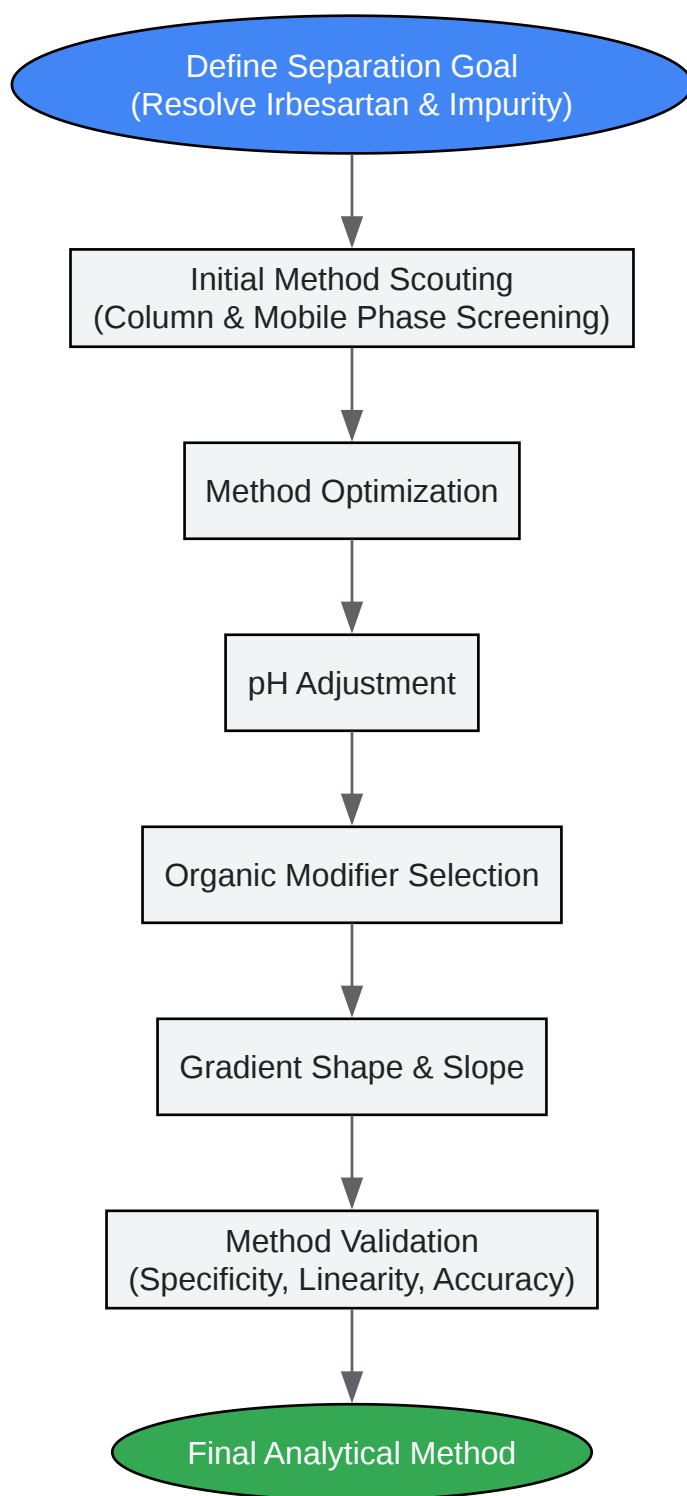 Define Separation Goal
(Resolve Irbesartan & Impurity)
Initial Method Scouting
(Column & Mobile Phase Screening)
Method Optimization
pH Adjustment
Organic Modifier Selection
Gradient Shape & Slope
Method Validation
(Specificity, Linearity, Accuracy)
Final Analytical Method